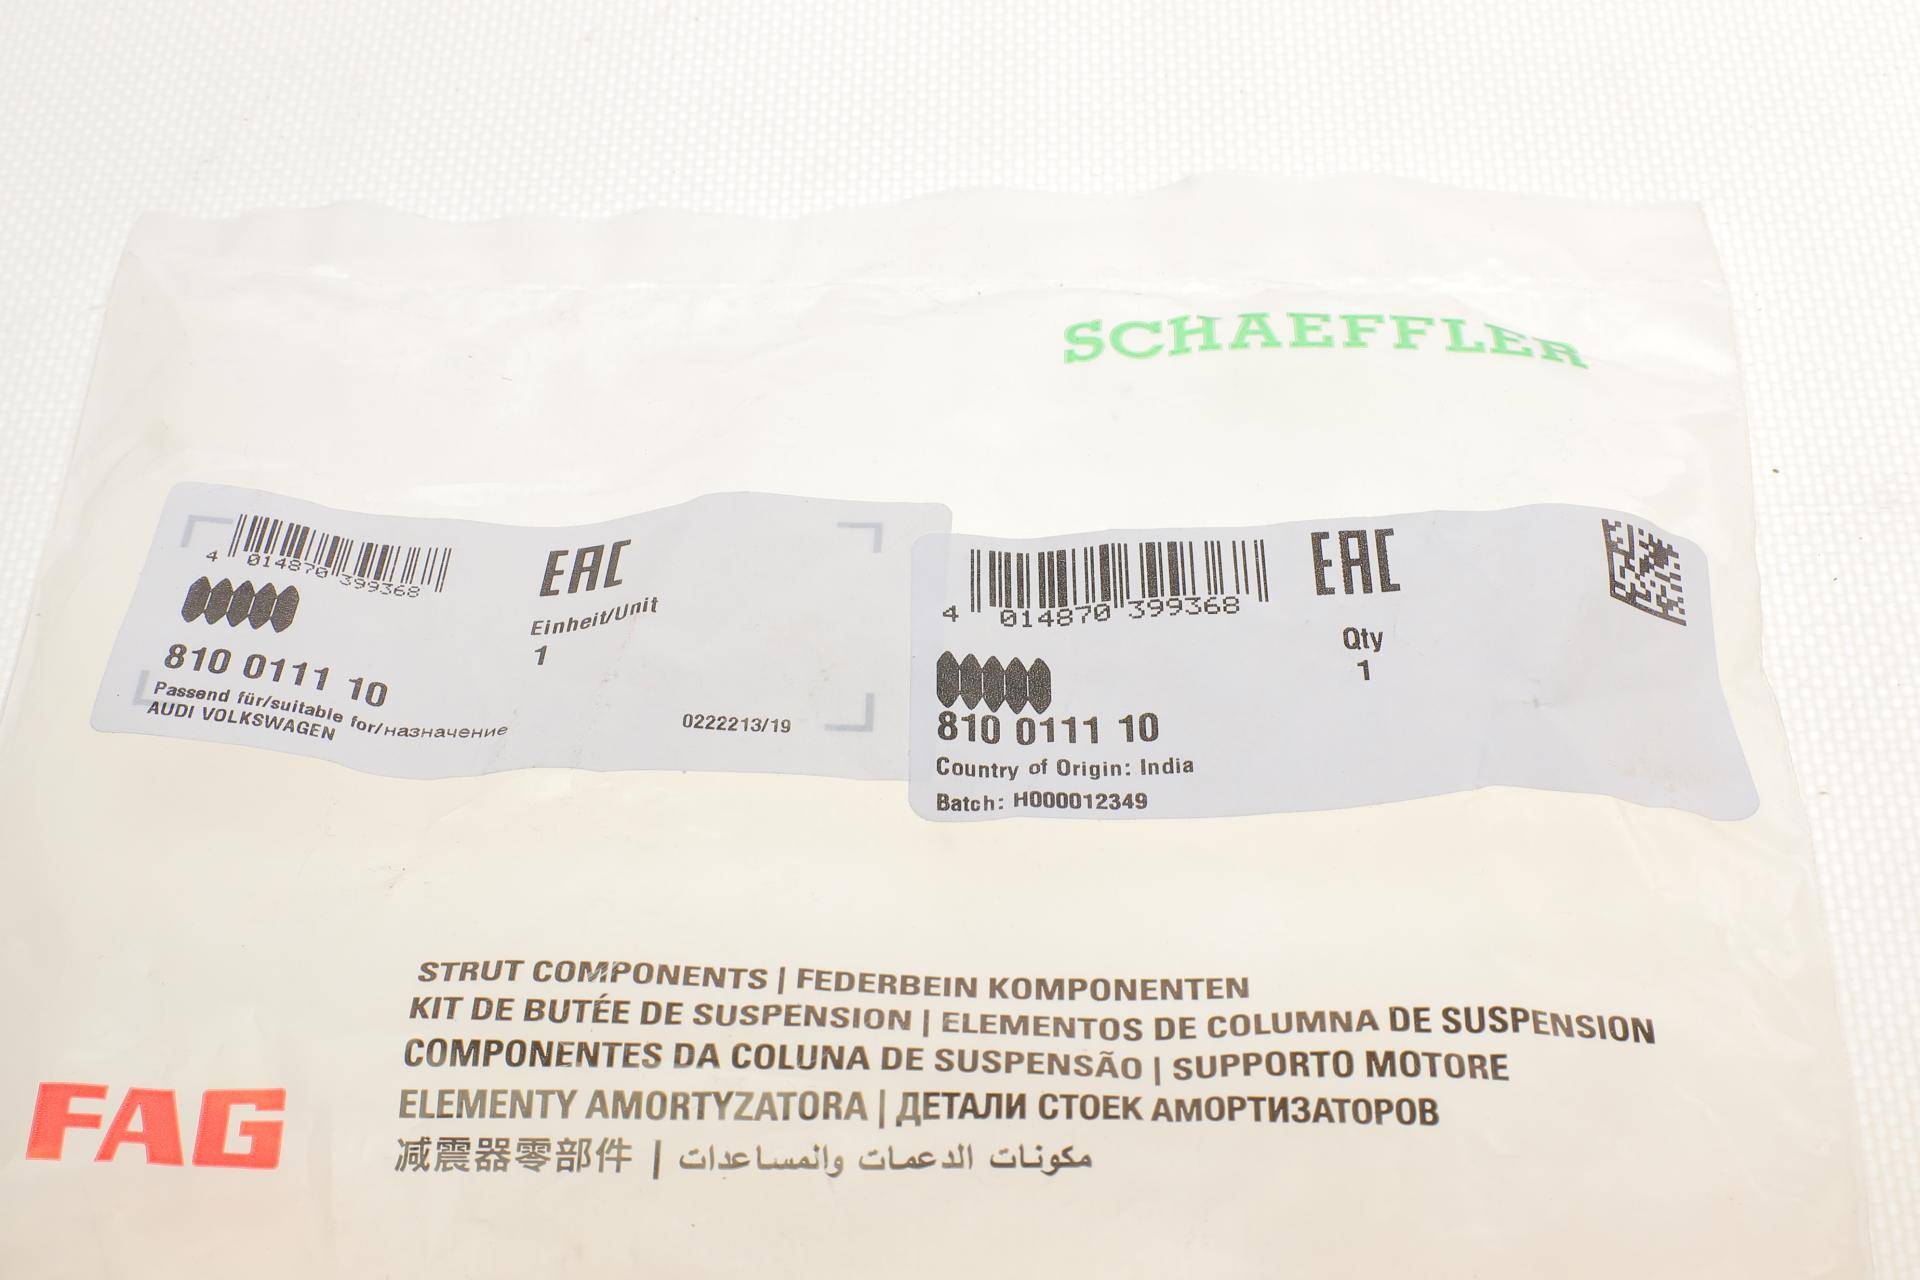 SCHAEFFLER
4 014870 399368
EAC
Einheit/Unit
1
810 0111 10
Passend für/suitable for/назначение
AUDI VOLKSWAGEN
0222213/19
4 014870 399368
EAC
Qty
1
810 0111 10
Country of Origin: India
Batch: H000012349
STRUT COMPONENTS | FEDERBEIN KOMPONENTEN
KIT DE BUTÉE DE SUSPENSION | ELEMENTOS DE COLUMNA DE SUSPENSION
COMPONENTES DA COLUNA DE SUSPENSÃO | SUPPORTO MOTORE
ELEMENTY AMORTYZATORA | ДЕТАЛИ СТОЕК АМОРТИЗАТОРОВ
减震器零部件 | مكونات الدعمات والمساعدات
FAG